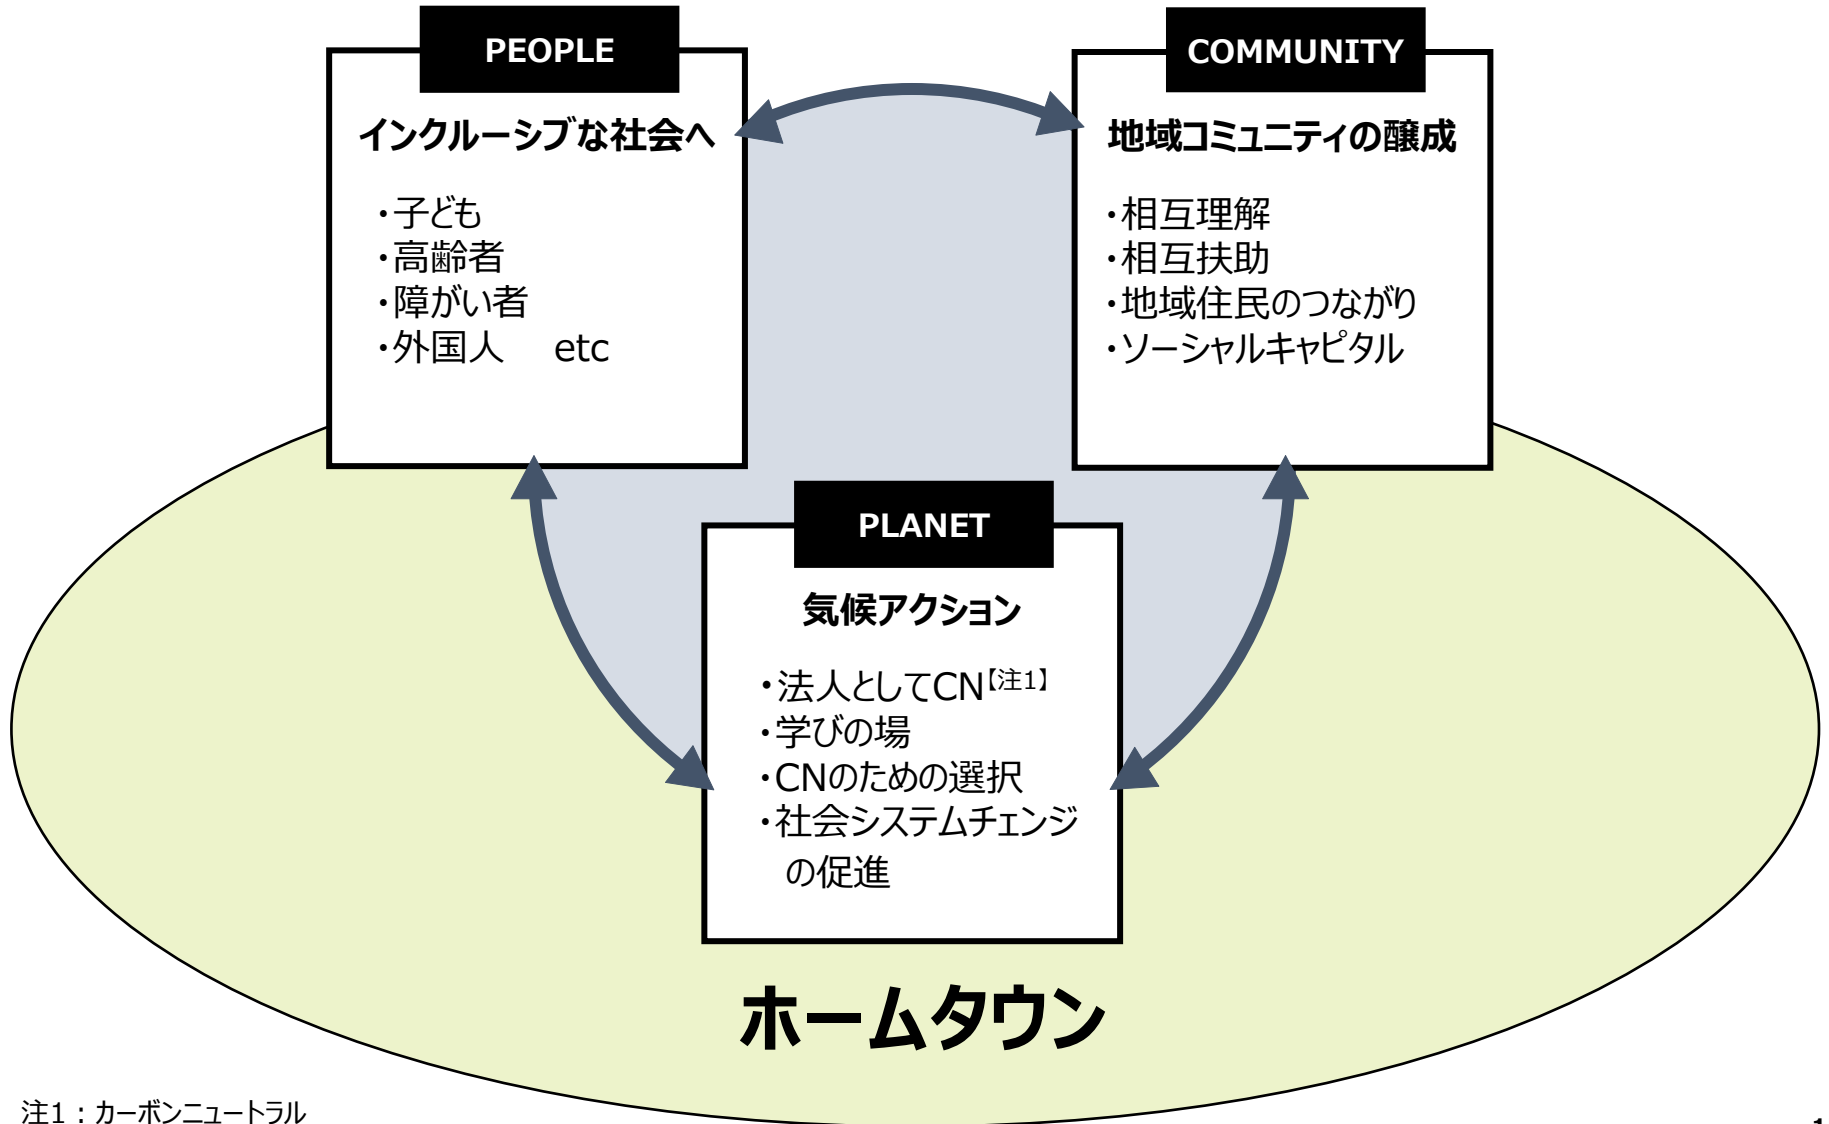 PEOPLE
インクルーシブな社会へ
・子ども
・高齢者
・障がい者
・外国人 etc
COMMUNITY
地域コミュニティの醸成
・相互理解
・相互扶助
・地域住民のつながり
・ソーシャルキャピタル
PLANET
気候アクション
・法人としてCN【注1】
・学びの場
・CNのための選択
・社会システムチェンジ
の促進
ホームタウン
注1：カーボンニュートラル